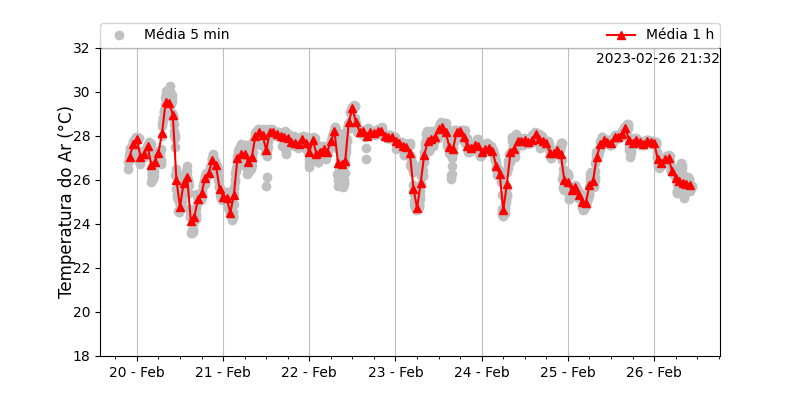 Média 5 min
Média 1 h
2023-02-26 21:32
Temperatura do Ar (°C)
32
30
28
26
24
22
20
18
20 - Feb
21 - Feb
22 - Feb
23 - Feb
24 - Feb
25 - Feb
26 - Feb